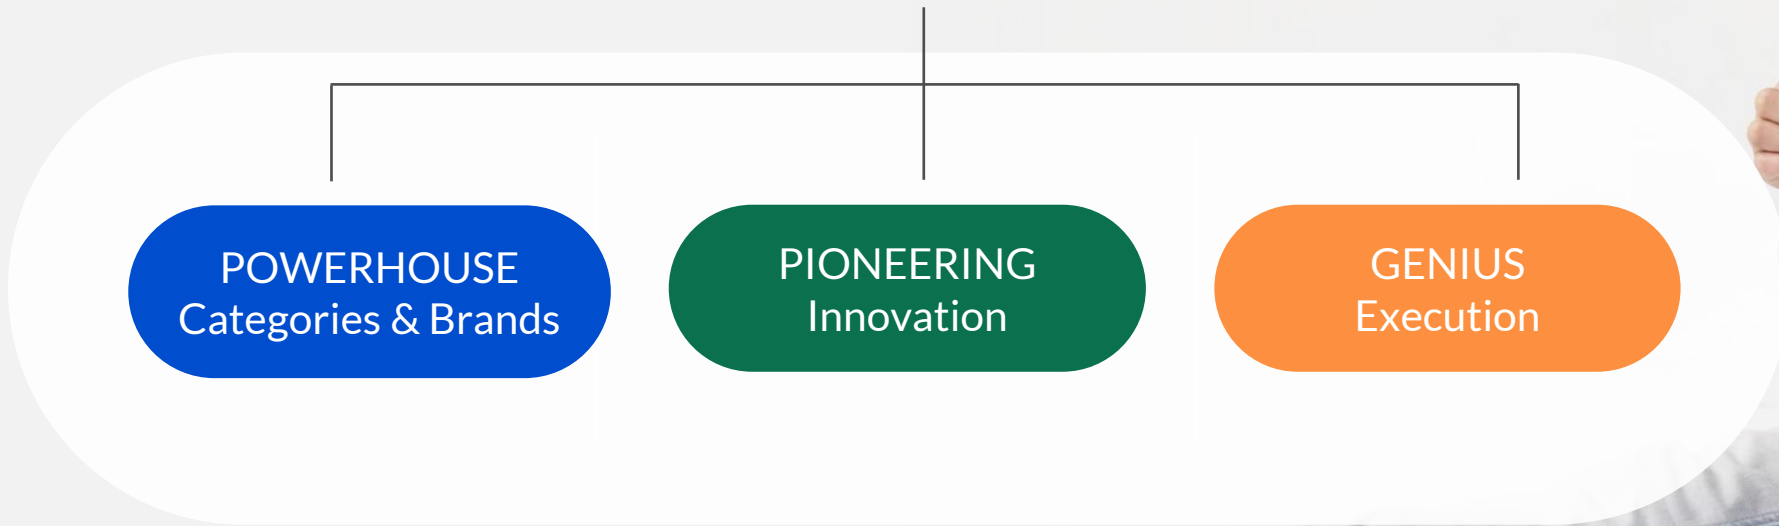 POWERHOUSE
Categories & Brands
PIONEERING
Innovation
GENIUS
Execution